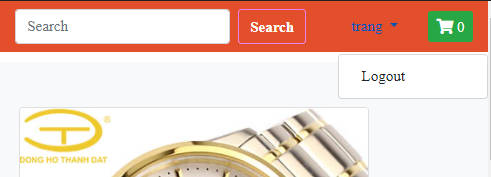 Search
Search
trang
0
Logout
DONG HO THANH DAT